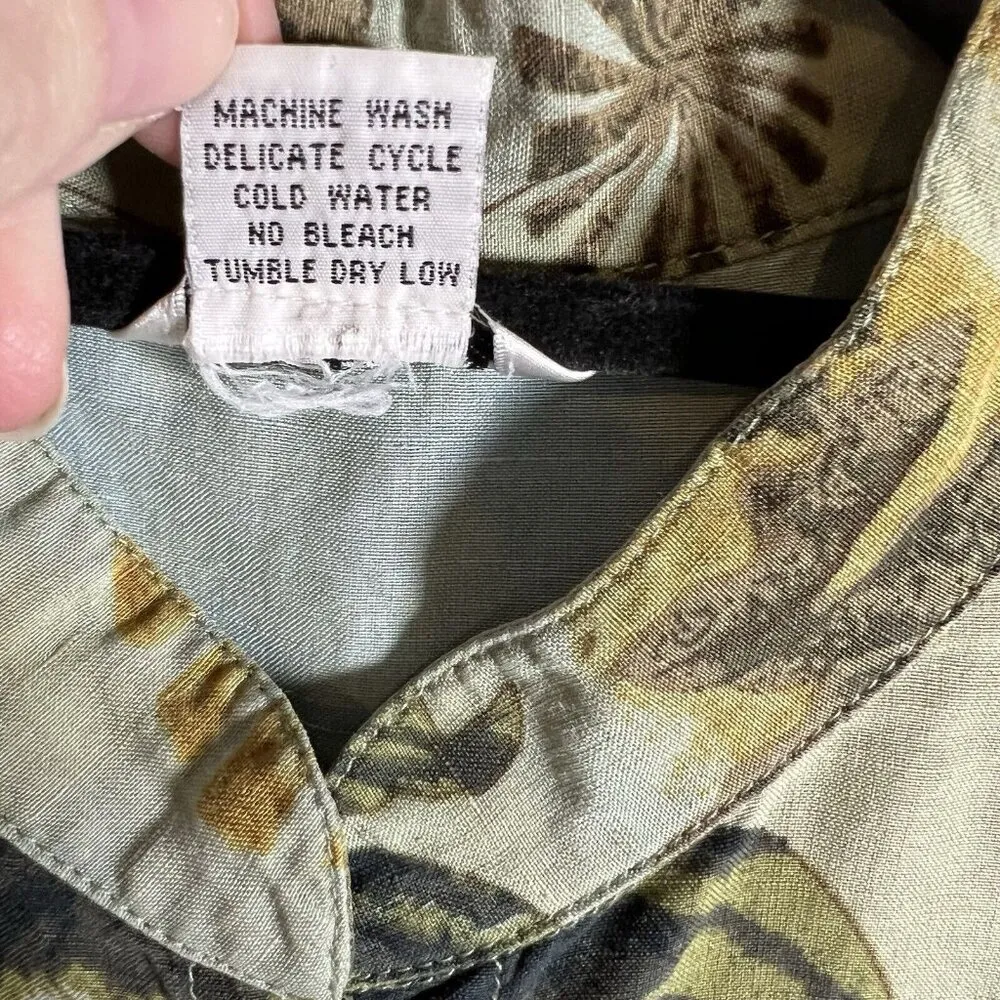 MACHINE WASH
DELICATE CYCLE
COLD WATER
NO BLEACH
TUMBLE DRY LOW